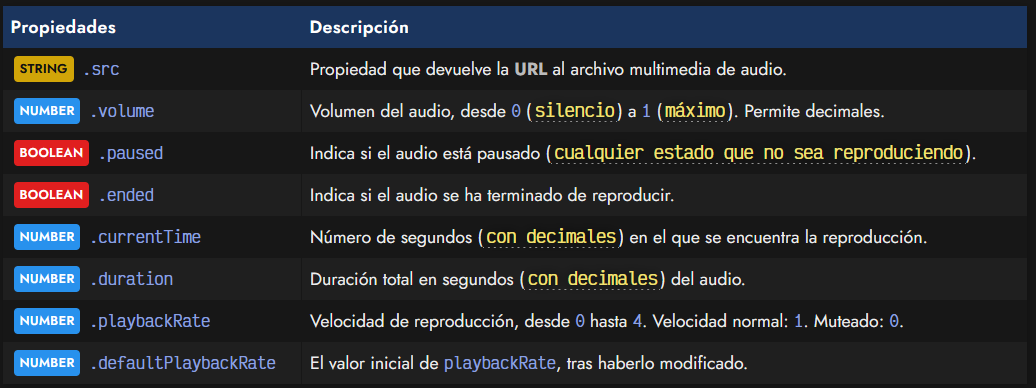 Propiedades Descripción
STRING .src Propiedad que devuelve la URL al archivo multimedia de audio.
NUMBER .volume Volumen del audio, desde 0 (silencio) a 1 (máximo). Permite decimales.
BOOLEAN .paused Indica si el audio está pausado (cualquier estado que no sea reproduciendo).
BOOLEAN .ended Indica si el audio se ha terminado de reproducir.
NUMBER .currentTime Número de segundos (con decimales) en el que se encuentra la reproducción.
NUMBER .duration Duración total en segundos (con decimales) del audio.
NUMBER .playbackRate Velocidad de reproducción, desde 0 hasta 4. Velocidad normal: 1. Muteado: 0.
NUMBER .defaultPlaybackRate El valor inicial de playbackRate, tras haberlo modificado.